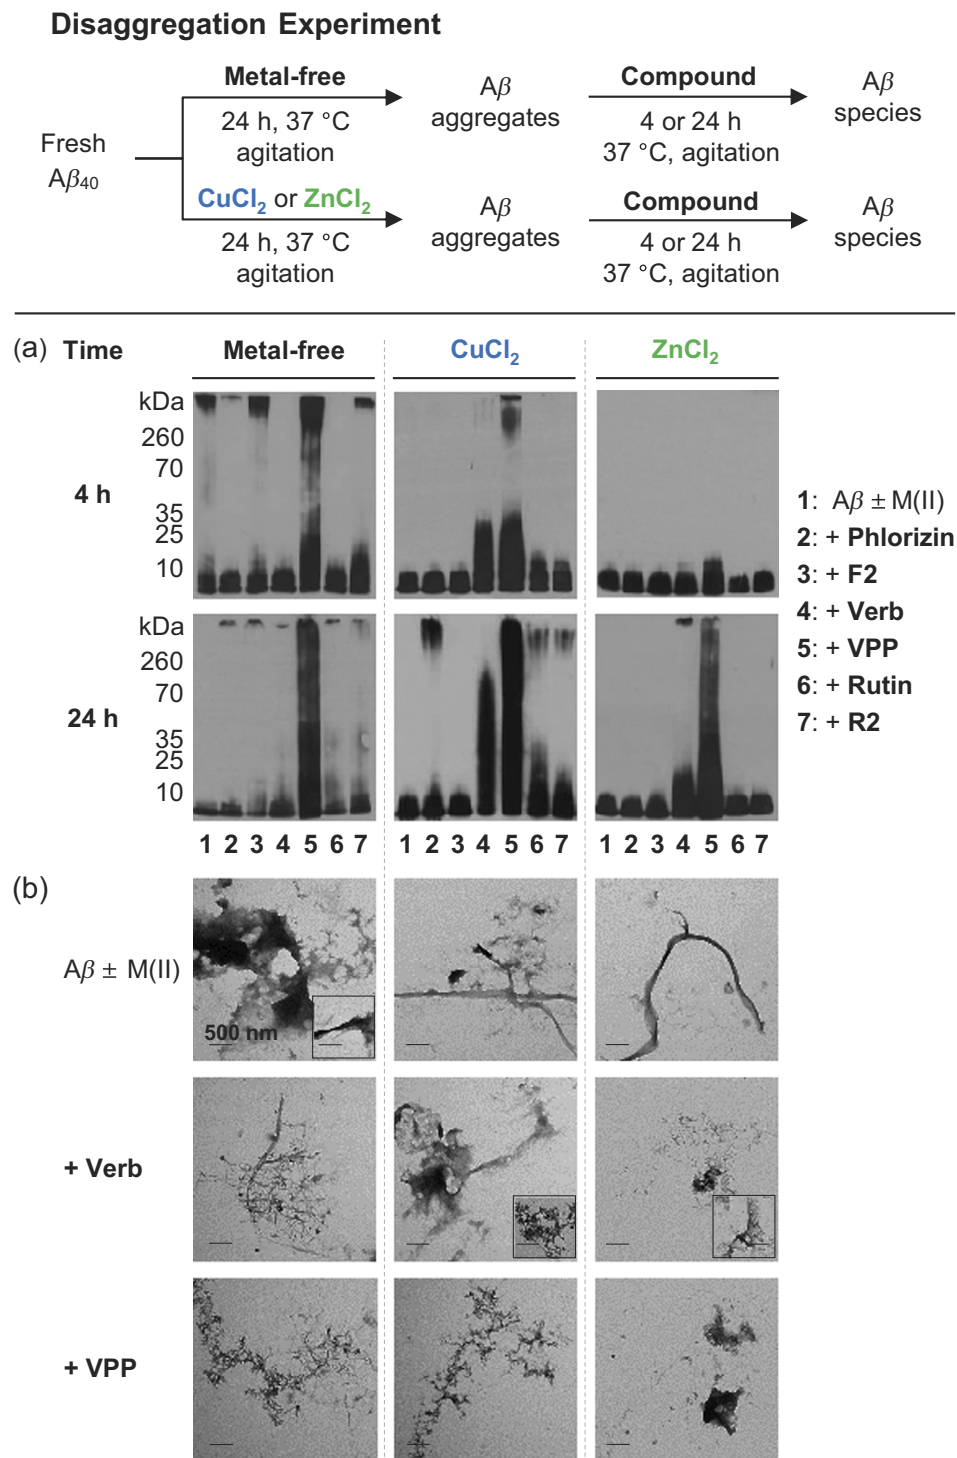 Disaggregation Experiment
Fresh
Aβ40
Metal-free
24 h, 37 °C
agitation
Aβ
aggregates
Compound
4 or 24 h
37 °C, agitation
Aβ
species
CuCl2 or ZnCl2
24 h, 37 °C
agitation
Aβ
aggregates
Compound
4 or 24 h
37 °C, agitation
Aβ
species
(a) Time Metal-free CuCl2 ZnCl2
4 h
kDa
260
70
35
25
10
24 h
kDa
260
70
35
25
10
1 2 3 4 5 6 7 1 2 3 4 5 6 7 1 2 3 4 5 6 7
1: Aβ ± M(II)
2: + Phlorizin
3: + F2
4: + Verb
5: + VPP
6: + Rutin
7: + R2
(b)
Aβ ± M(II)
500 nm
+ Verb
+ VPP